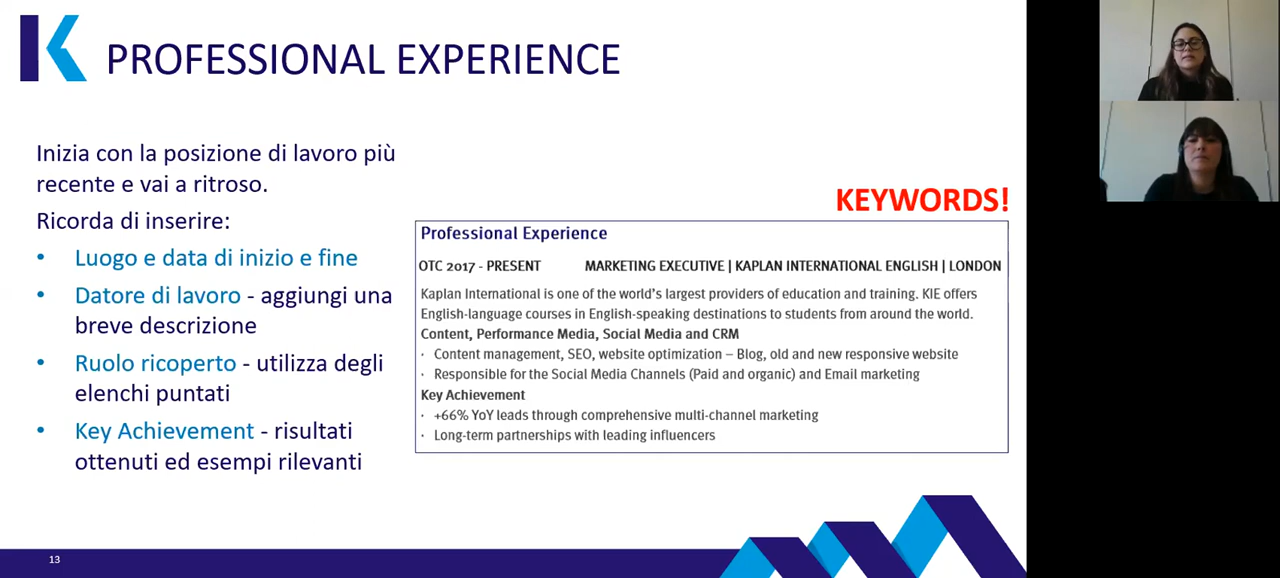 PROFESSIONAL EXPERIENCE
Inizia con la posizione di lavoro più
recente e vai a ritroso.
Ricorda di inserire:
• Luogo e data di inizio e fine
• Datore di lavoro - aggiungi una
breve descrizione
• Ruolo ricoperto - utilizza degli
elenchi puntati
• Key Achievement - risultati
ottenuti ed esempi rilevanti
KEYWORDS!
Professional Experience
OTC 2017 - PRESENT MARKETING EXECUTIVE | KAPLAN INTERNATIONAL ENGLISH | LONDON
Kaplan International is one of the world's largest providers of education and training. KIE offers
English-language courses in English-speaking destinations to students from around the world.
Content, Performance Media, Social Media and CRM
· Content management, SEO, website optimization – Blog, old and new responsive website
· Responsible for the Social Media Channels (Paid and organic) and Email marketing
Key Achievement
· +66% YoY leads through comprehensive multi-channel marketing
· Long-term partnerships with leading influencers
13